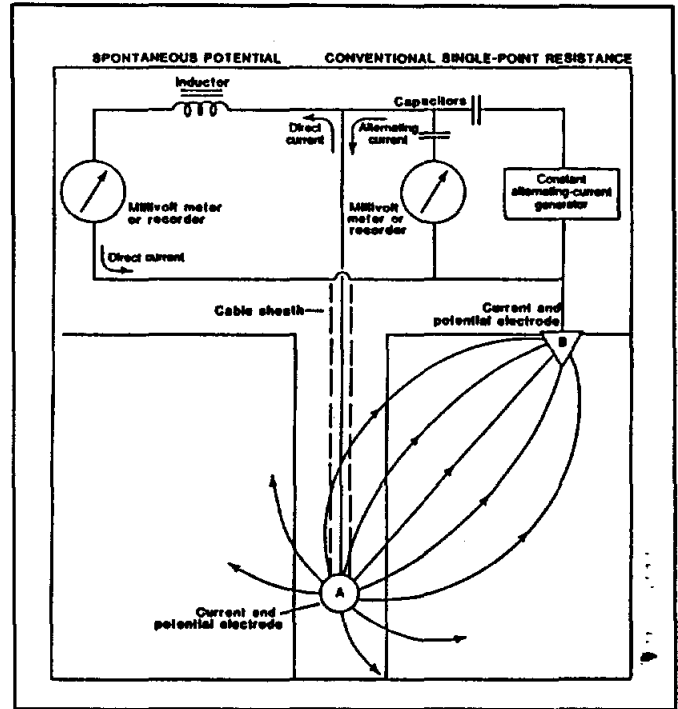 SPONTANEOUS POTENTIAL
CONVENTIONAL SINGLE-POINT RESISTANCE
Inductor
Capacitors
Direct
current
Alternating
current
Constant
alternating-current
generator
Millivolt meter
or recorder
Millivolt meter or
recorder
Direct current
Cable sheath
Current and
potential electrode
B
A
Current and
potential electrode